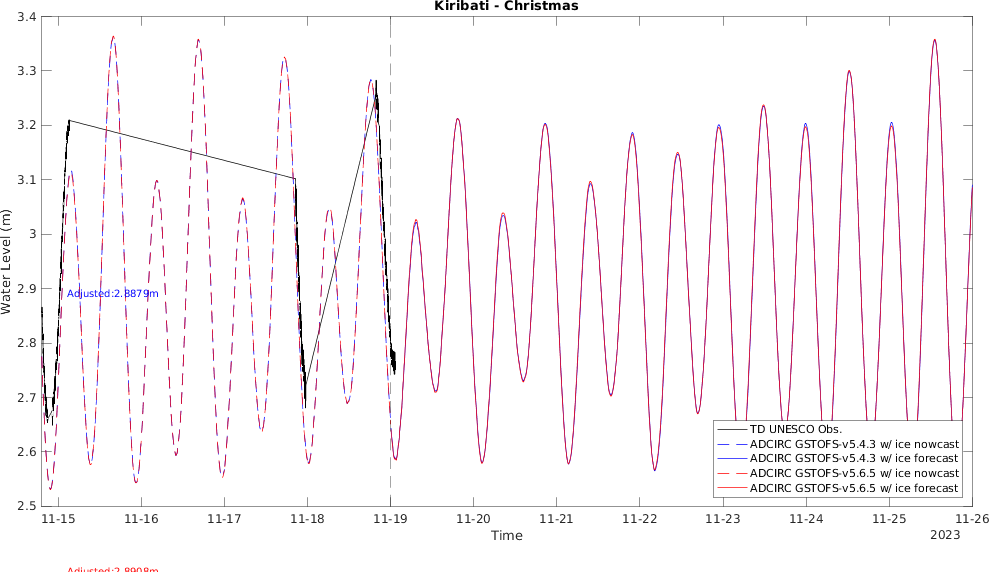 Kiribati - Christmas
3.4
3.3
3.2
3.1
3
2.9
2.8
2.7
2.6
2.5
Water Level (m)
Adjusted:2.8879m
TD UNESCO Obs.
ADCIRC GSTOFS-v5.4.3 w/ ice nowcast
ADCIRC GSTOFS-v5.4.3 w/ ice forecast
ADCIRC GSTOFS-v5.6.5 w/ ice nowcast
ADCIRC GSTOFS-v5.6.5 w/ ice forecast
11-15 11-16 11-17 11-18 11-19 11-20 11-21 11-22 11-23 11-24 11-25 11-26
Time
2023
Adjusted:2.8908m